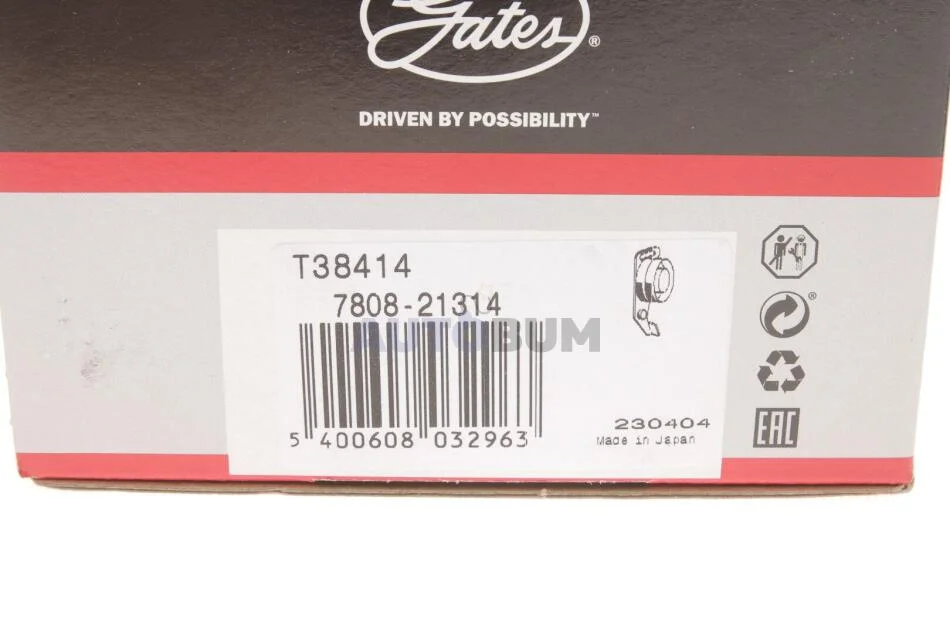 Gates®
DRIVEN BY POSSIBILITY™
T38414
7808-21314
AUTOBUM
5 400608 032963
230404
Made in Japan
®
EAC